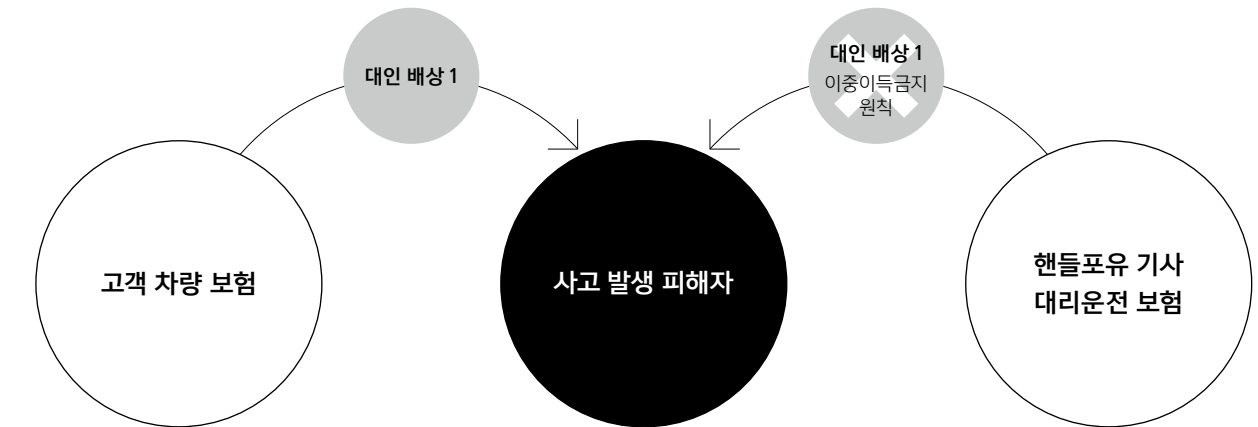 대인 배상 1
대인 배상 1
이중이득금지
원칙
고객 차량 보험
사고 발생 피해자
핸들포유 기사
대리운전 보험